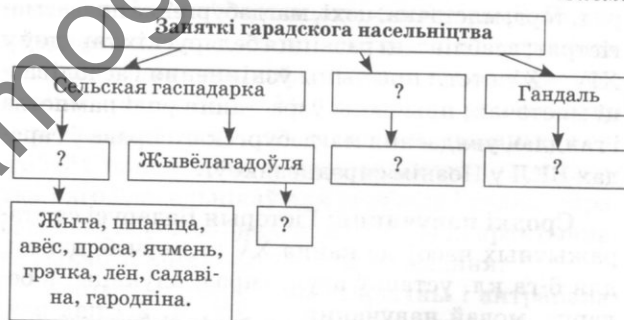 Заняткі гарадскога насельніцтва
Сельская гаспадарка
?
Гандаль
?
Жывёлагадоўля
?
?
Жыта, пшаніца,
авёс, проса, ячмень,
грэчка, лён, садаві-
на, гародніна.
?